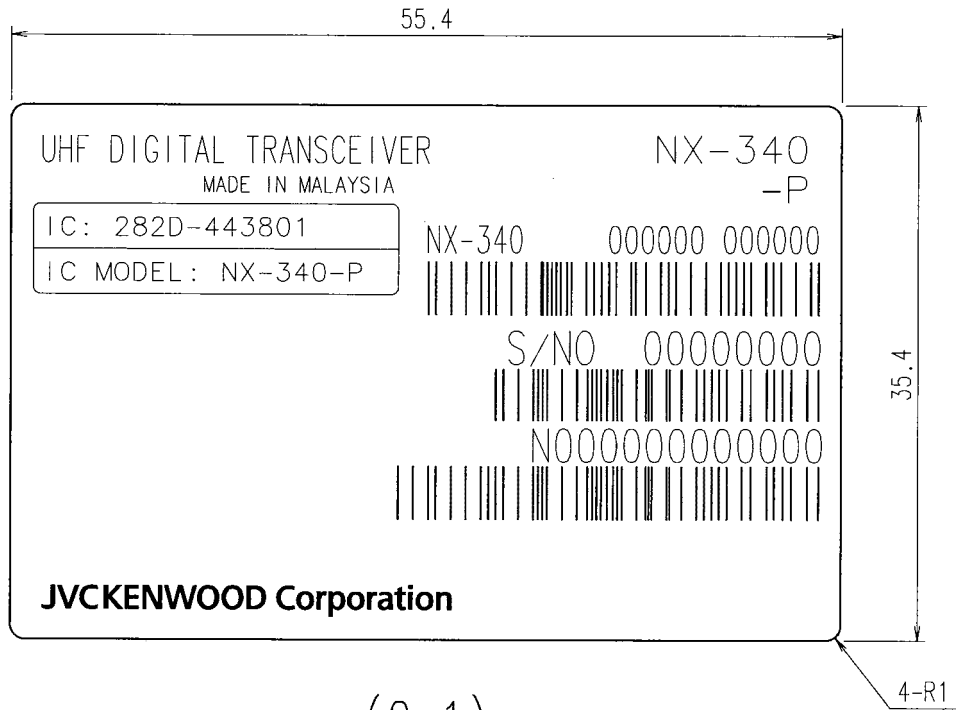 55.4
UHF DIGITAL TRANSCEIVER NX-340
MADE IN MALAYSIA -P
IC: 282D-443801
IC MODEL: NX-340-P
NX-340 000000 000000
S/NO 00000000
N000000000000
35.4
JVCKENWOOD Corporation
4-R1